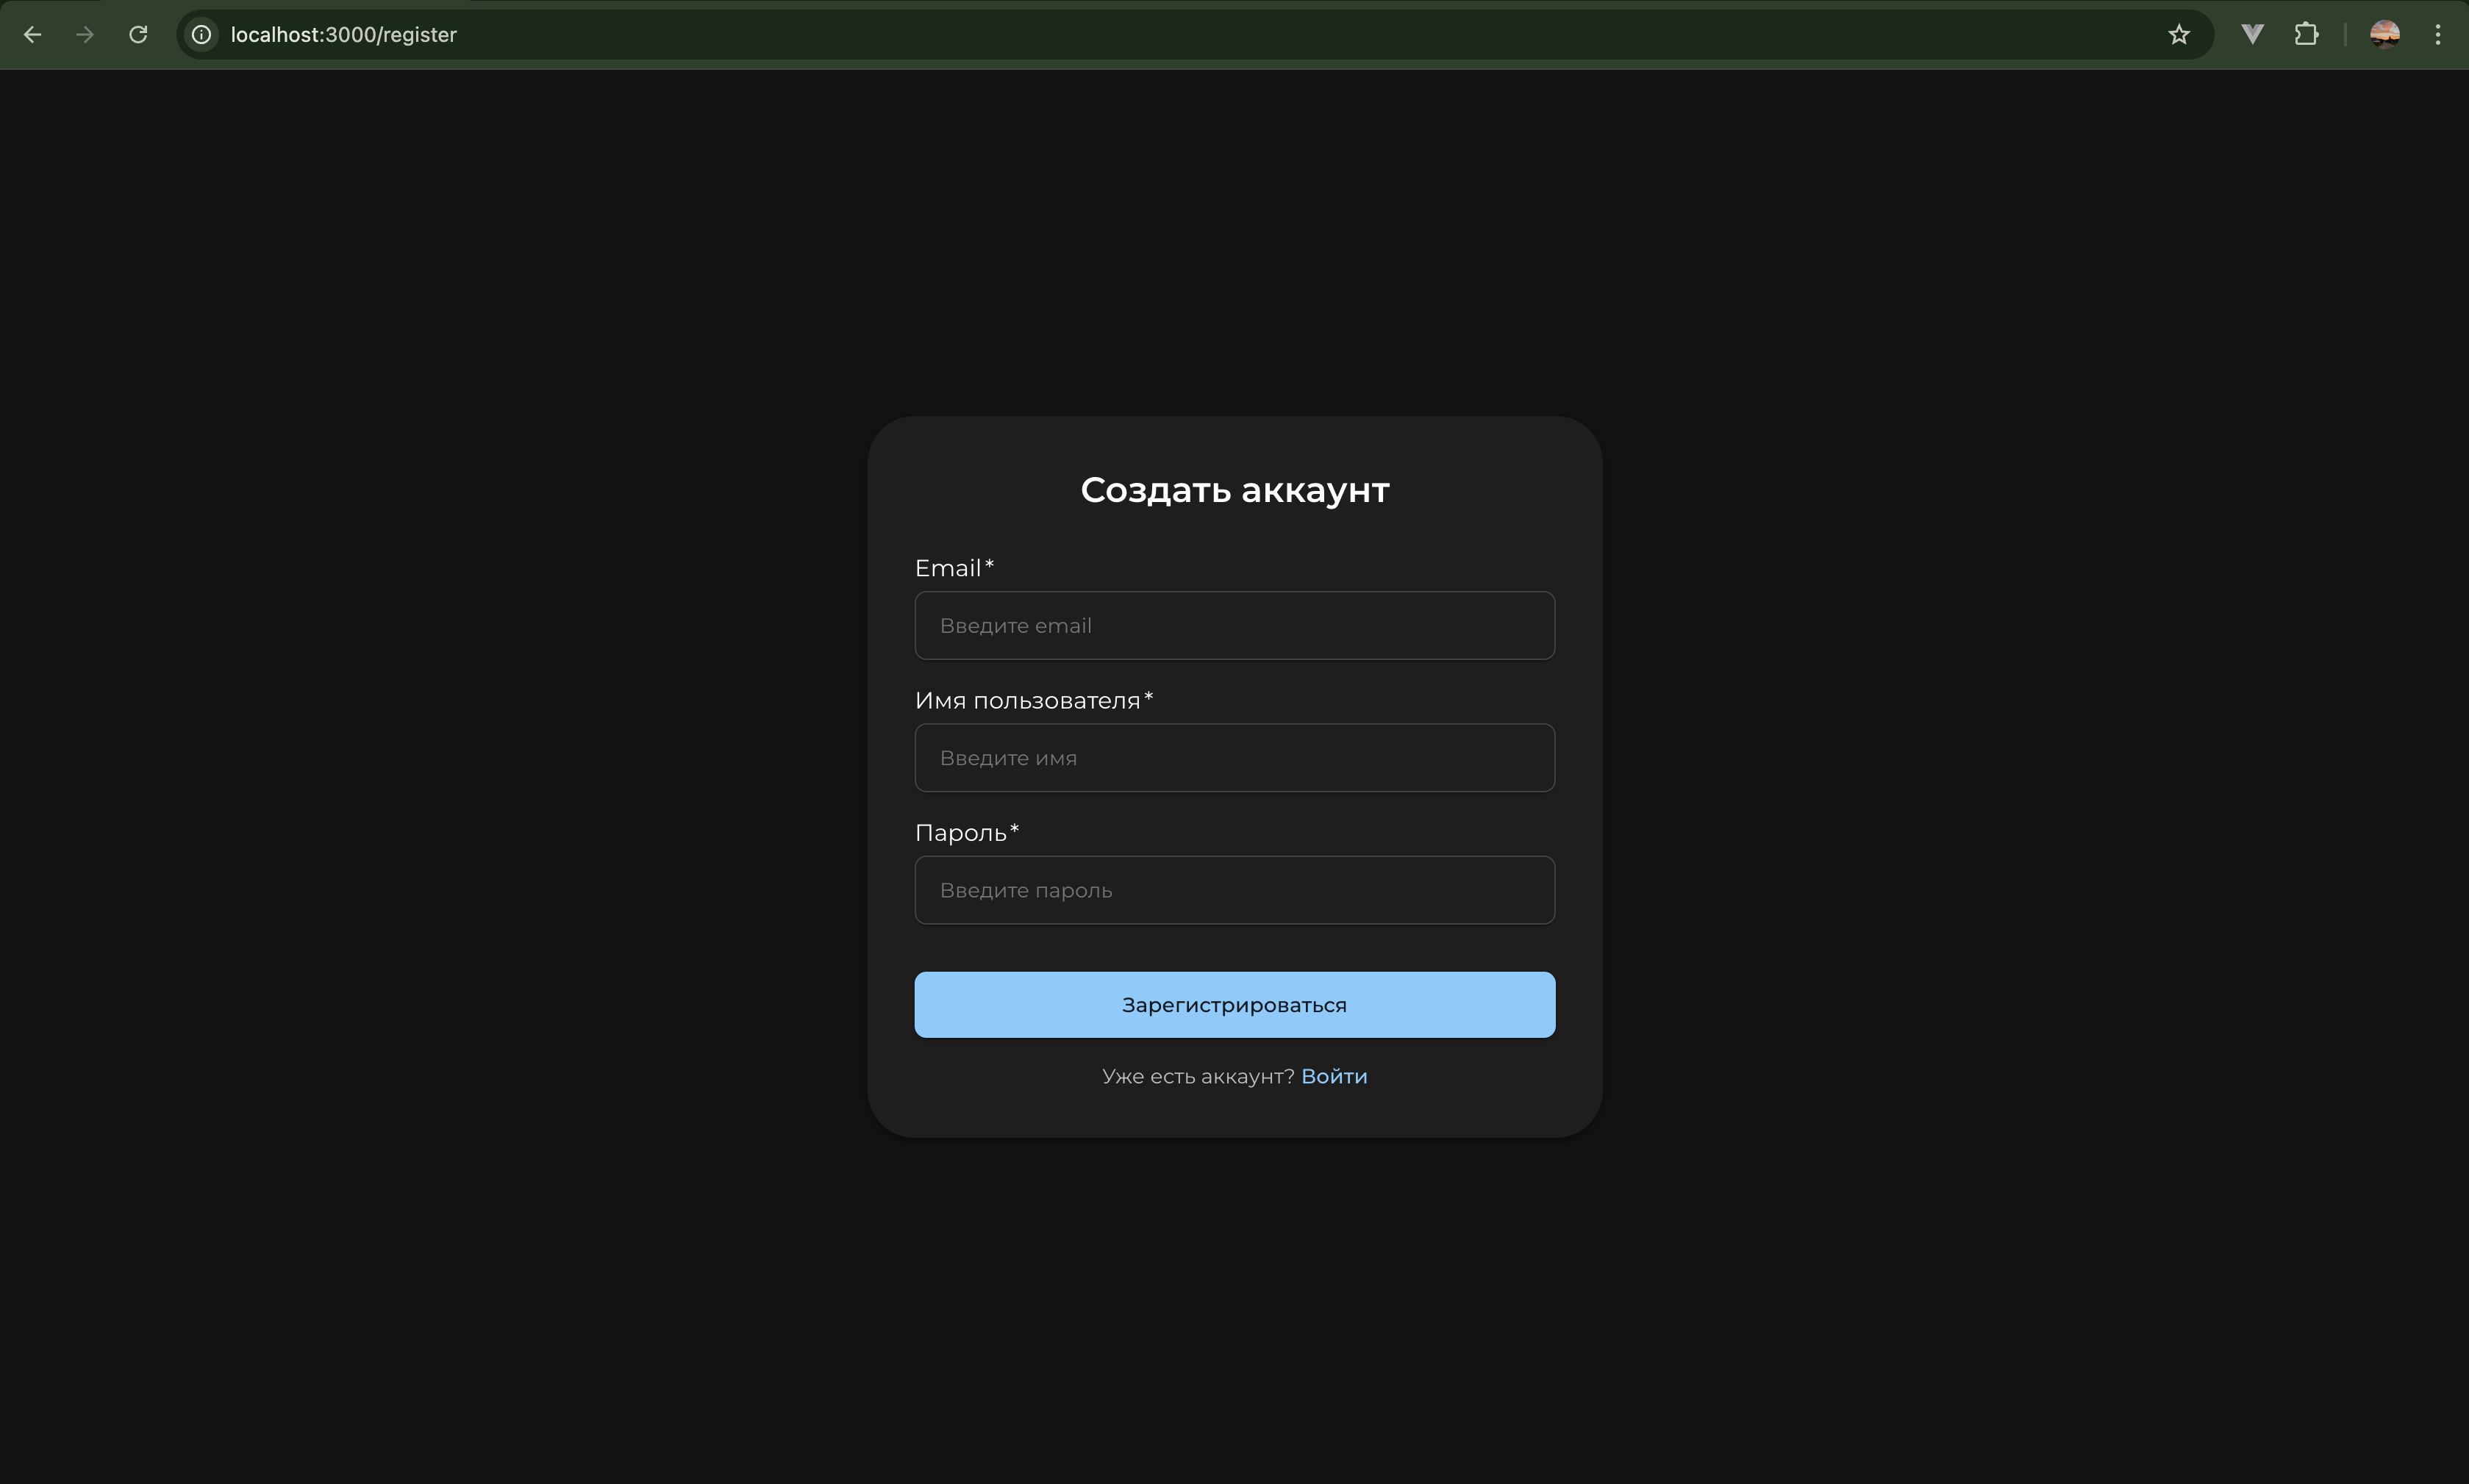 localhost:3000/register
Создать аккаунт
Email*
Введите email
Имя пользователя*
Введите имя
Пароль*
Введите пароль
Зарегистрироваться
Уже есть аккаунт? Войти